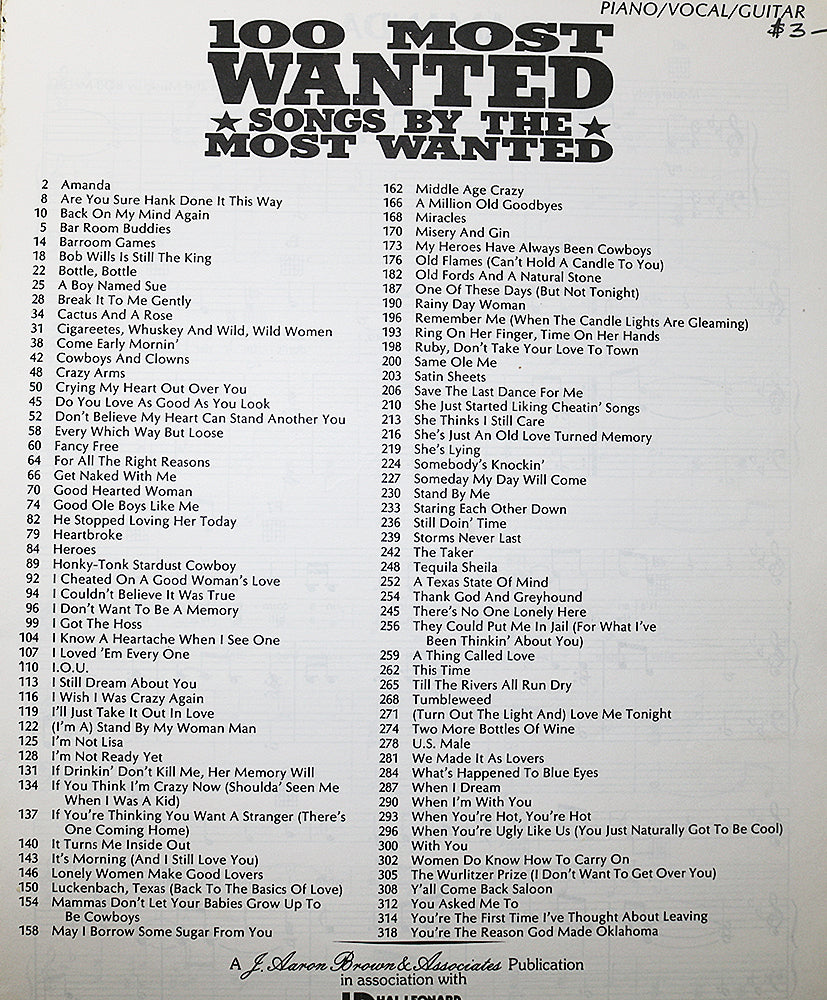 PIANO/VOCAL/GUITAR
$3-
100 MOST
WANTED
★ SONGS BY THE ★
MOST WANTED
2 Amanda
8 Are You Sure Hank Done It This Way
10 Back On My Mind Again
5 Bar Room Buddies
14 Barroom Games
18 Bob Wills Is Still The King
22 Bottle, Bottle
25 A Boy Named Sue
28 Break It To Me Gently
34 Cactus And A Rose
31 Cigareetes, Whuskey And Wild, Wild Women
38 Come Early Mornin'
42 Cowboys And Clowns
48 Crazy Arms
50 Crying My Heart Out Over You
45 Do You Love As Good As You Look
52 Don't Believe My Heart Can Stand Another You
58 Every Which Way But Loose
60 Fancy Free
64 For All The Right Reasons
66 Get Naked With Me
70 Good Hearted Woman
74 Good Ole Boys Like Me
82 He Stopped Loving Her Today
79 Heartbroke
84 Heroes
89 Honky-Tonk Stardust Cowboy
92 I Cheated On A Good Woman's Love
94 I Couldn't Believe It Was True
96 I Don't Want To Be A Memory
99 I Got The Hoss
104 I Know A Heartache When I See One
107 I Loved 'Em Every One
110 I.O.U.
113 I Still Dream About You
116 I Wish I Was Crazy Again
119 I'll Just Take It Out In Love
122 (I'm A) Stand By My Woman Man
125 I'm Not Lisa
128 I'm Not Ready Yet
131 If Drinkin' Don't Kill Me, Her Memory Will
134 If You Think I'm Crazy Now (Shoulda' Seen Me
When I Was A Kid)
137 If You're Thinking You Want A Stranger (There's
One Coming Home)
140 It Turns Me Inside Out
143 It's Morning (And I Still Love You)
146 Lonely Women Make Good Lovers
150 Luckenbach, Texas (Back To The Basics Of Love)
154 Mammas Don't Let Your Babies Grow Up To
Be Cowboys
158 May I Borrow Some Sugar From You
162 Middle Age Crazy
166 A Million Old Goodbyes
168 Miracles
170 Misery And Gin
173 My Heroes Have Always Been Cowboys
176 Old Flames (Can't Hold A Candle To You)
182 Old Fords And A Natural Stone
187 One Of These Days (But Not Tonight)
190 Rainy Day Woman
196 Remember Me (When The Candle Lights Are Gleaming)
193 Ring On Her Finger, Time On Her Hands
198 Ruby, Don't Take Your Love To Town
200 Same Ole Me
203 Satin Sheets
206 Save The Last Dance For Me
210 She Just Started Liking Cheatin' Songs
213 She Thinks I Still Care
216 She's Just An Old Love Turned Memory
219 She's Lying
224 Somebody's Knockin'
227 Someday My Day Will Come
230 Stand By Me
233 Staring Each Other Down
236 Still Doin' Time
239 Storms Never Last
242 The Taker
248 Tequila Sheila
252 A Texas State Of Mind
254 Thank God And Greyhound
245 There's No One Lonely Here
256 They Could Put Me In Jail (For What I've
Been Thinkin' About You)
259 A Thing Called Love
262 This Time
265 Till The Rivers All Run Dry
268 Tumbleweed
271 (Turn Out The Light And) Love Me Tonight
274 Two More Bottles Of Wine
278 U.S. Male
281 We Made It As Lovers
284 What's Happened To Blue Eyes
287 When I Dream
290 When I'm With You
293 When You're Hot, You're Hot
296 When You're Ugly Like Us (You Just Naturally Got To Be Cool)
300 With You
302 Women Do Know How To Carry On
305 The Wurlitzer Prize (I Don't Want To Get Over You)
308 Y'all Come Back Saloon
312 You Asked Me To
314 You're The First Time I've Thought About Leaving
318 You're The Reason God Made Oklahoma
A J. Aaron Brown & Associates Publication
in association with
HAL LEONARD